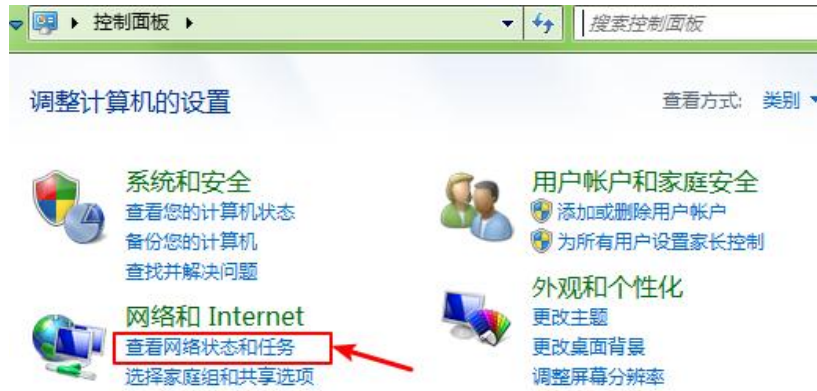 控制面板
搜索控制面板
调整计算机的设置
查看方式: 类别
系统和安全
查看您的计算机状态
备份您的计算机
查找并解决问题
网络和 Internet
查看网络状态和任务
选择家庭组和共享选项
用户帐户和家庭安全
添加或删除用户帐户
为所有用户设置家长控制
外观和个性化
更改主题
更改桌面背景
调整屏幕分辨率